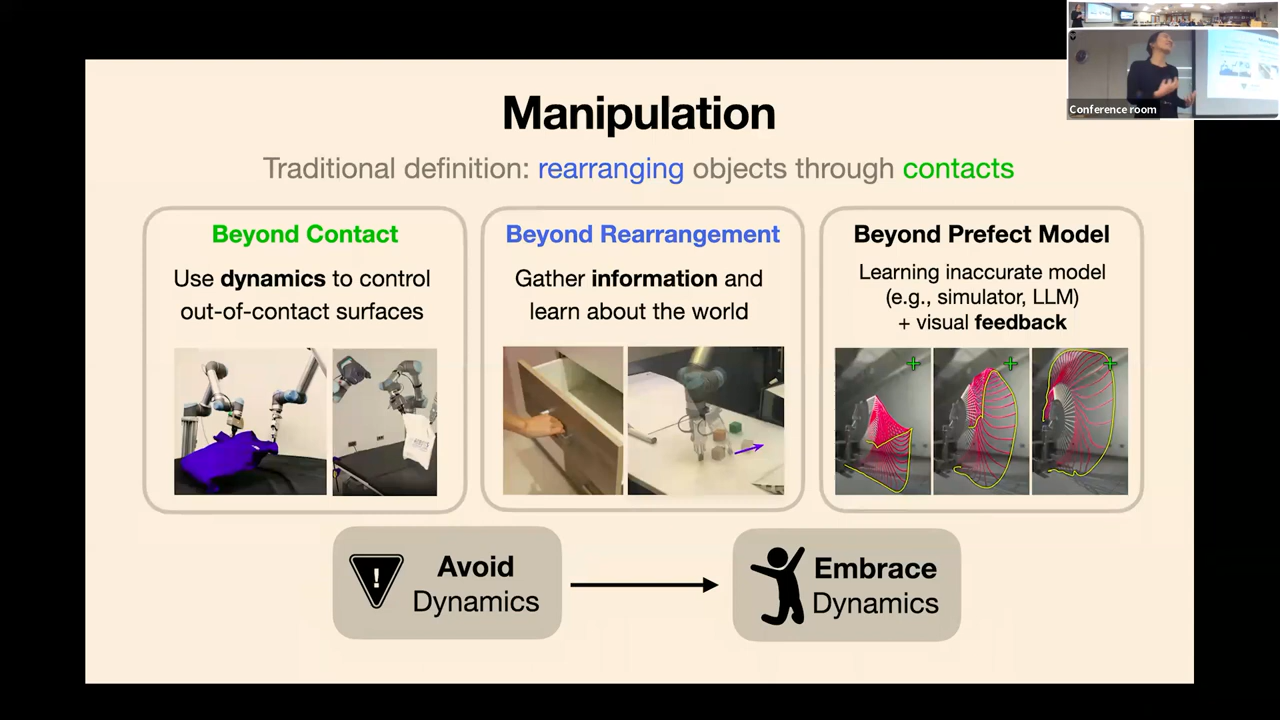 Manipulation
Traditional definition: rearranging objects through contacts
Beyond Contact
Use dynamics to control
out-of-contact surfaces
Beyond Rearrangement
Gather information and
learn about the world
Beyond Prefect Model
Learning inaccurate model
(e.g., simulator, LLM)
+ visual feedback
!
Avoid
Dynamics
Embrace
Dynamics
Conference room